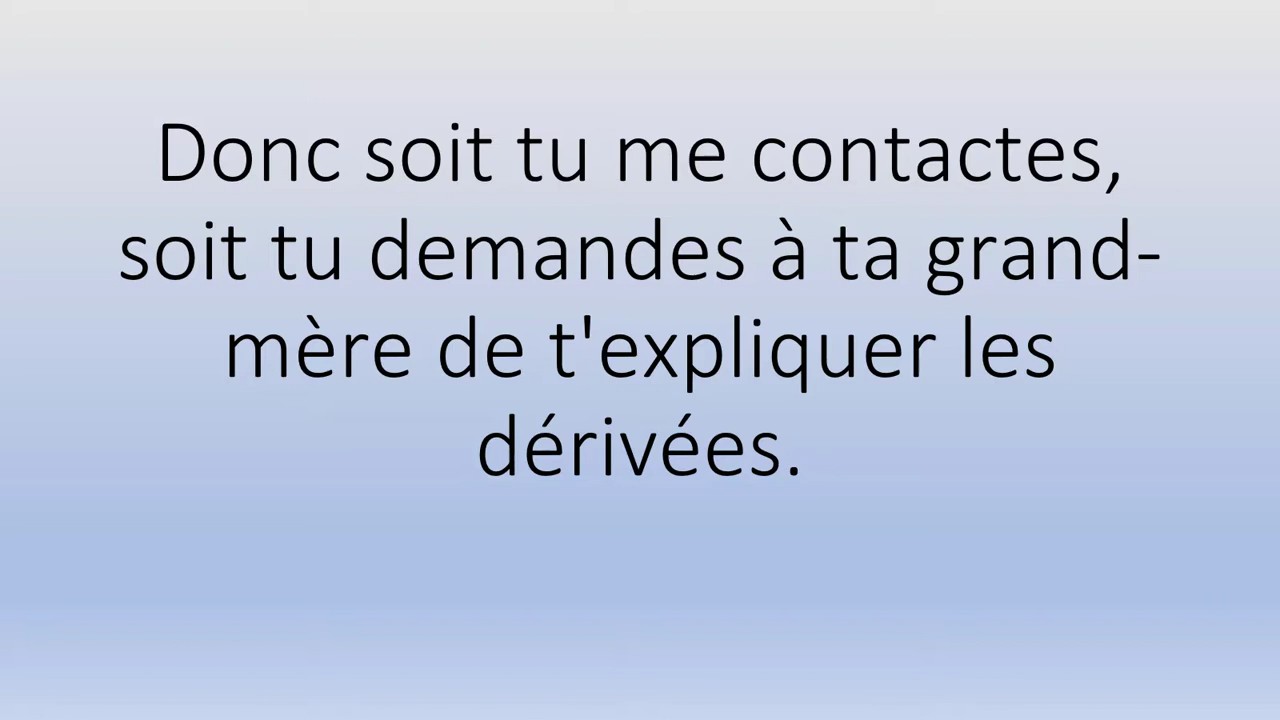 Donc soit tu me contactes,
soit tu demandes à ta grand-
mère de t'expliquer les
dérivées.